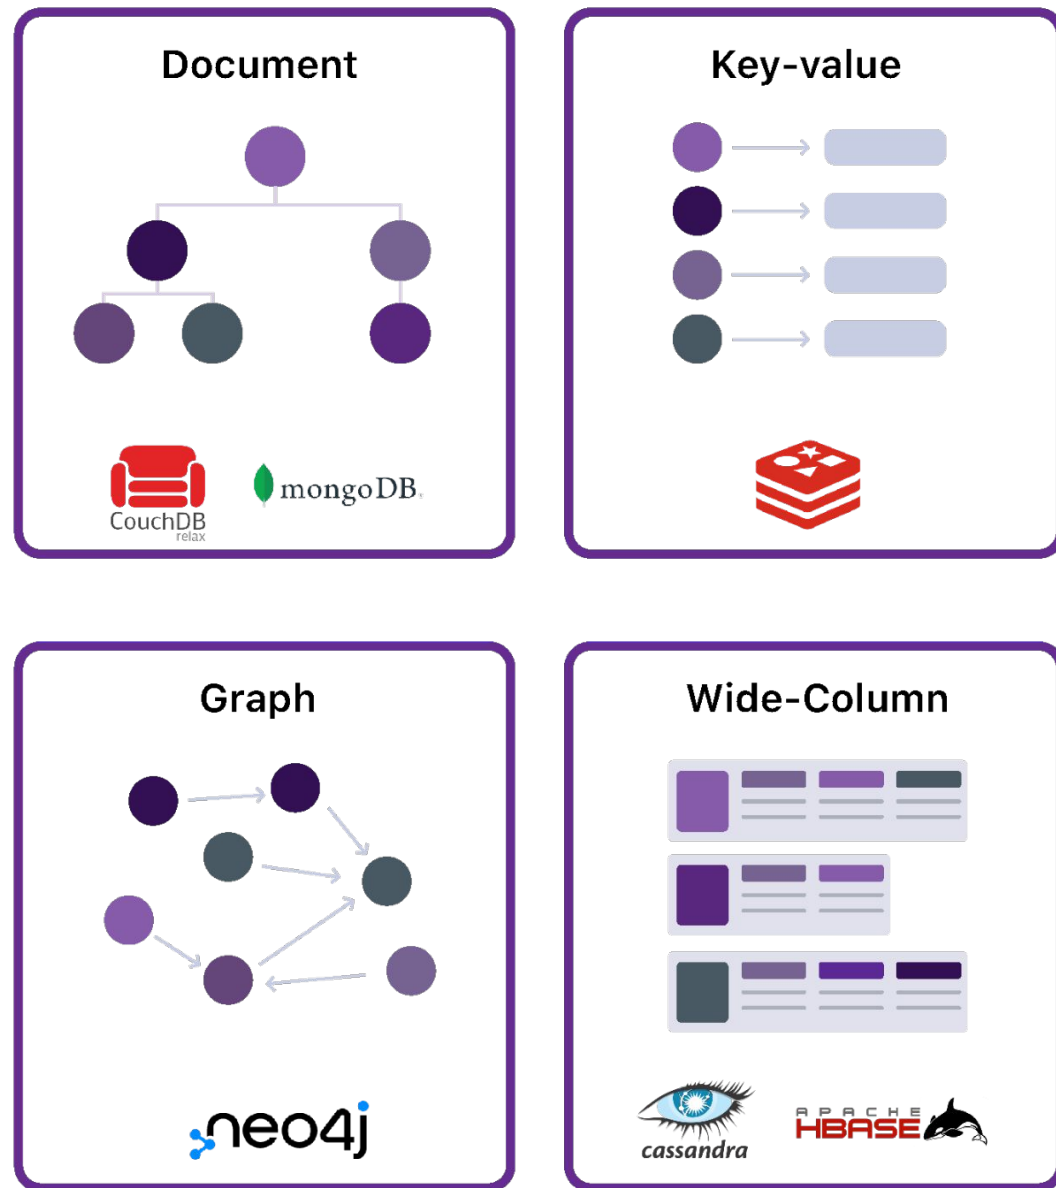 Document
Key-value
CouchDB
relax
mongoDB.
Graph
Wide-Column
neo4j
cassandra
APACHE
HBASE